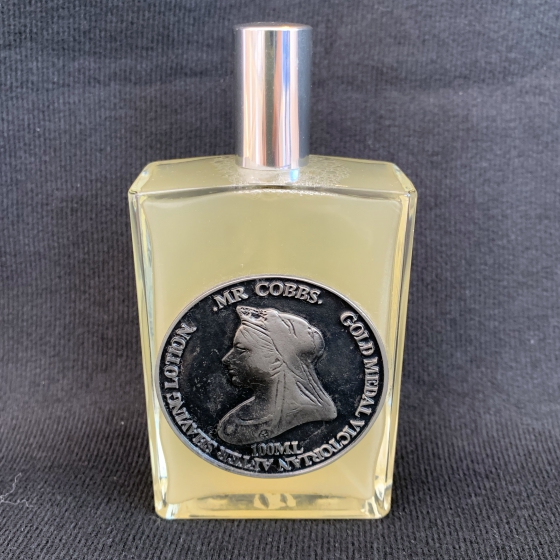 .MR COBBS.
GOLD MEDAL VICTORIAN AFTER SHAVING LOTION
100ML